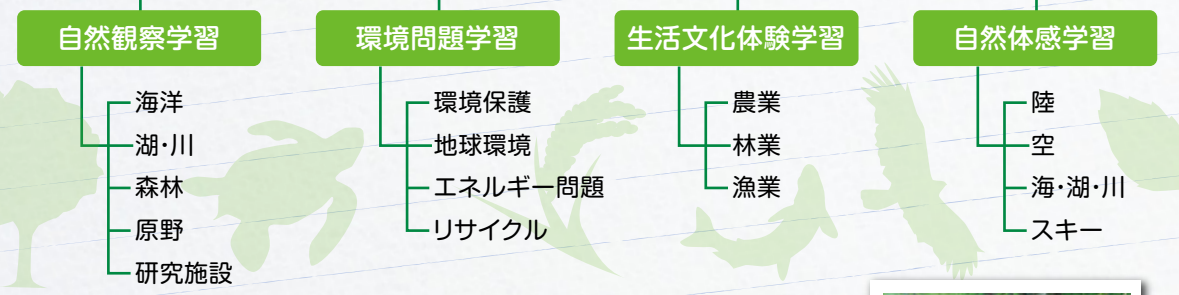 自然観察学習
海洋
湖・川
森林
原野
研究施設
環境問題学習
環境保護
地球環境
エネルギー問題
リサイクル
生活文化体験学習
農業
林業
漁業
自然体感学習
陸
空
海・湖・川
スキー